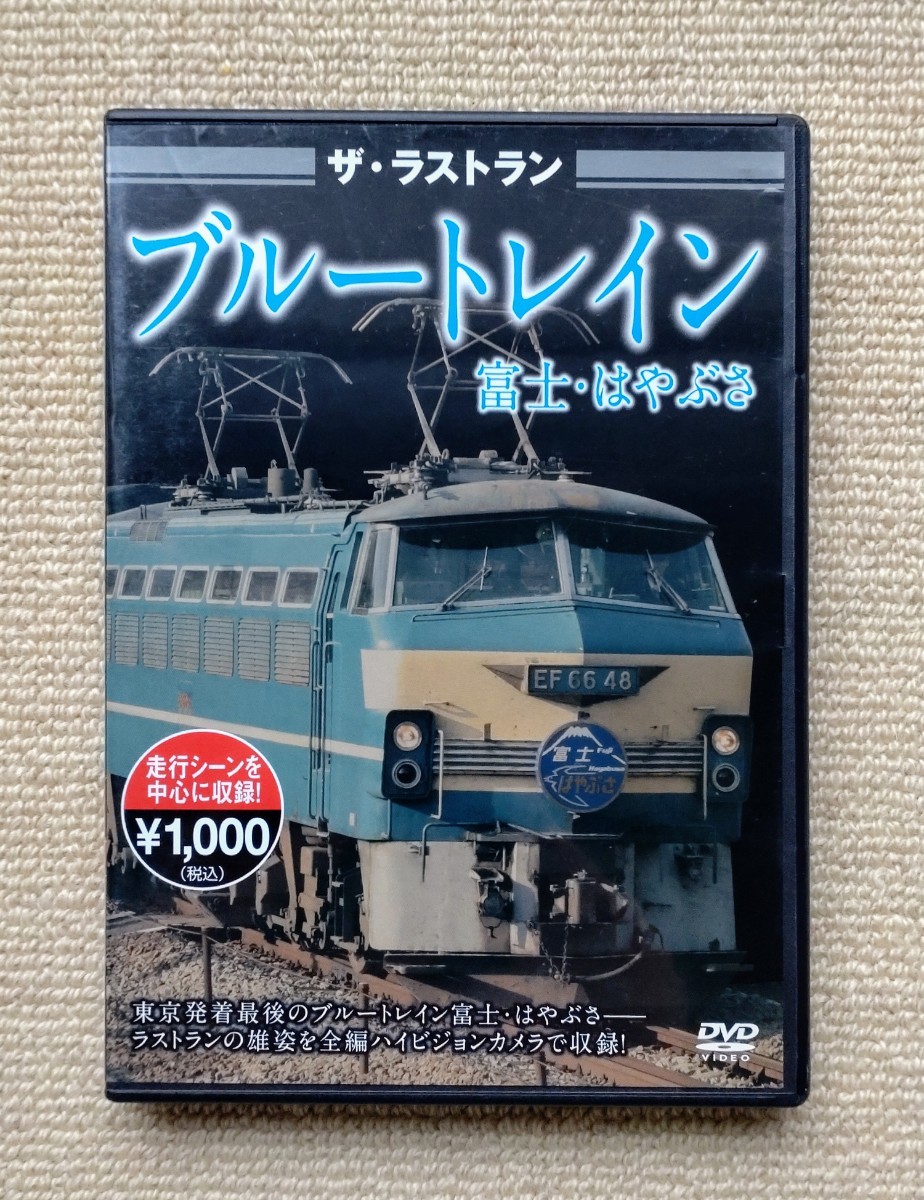 ザ・ラストラン
ブルートレイン
富士・はやぶさ
EF 66 48
富士 Fuji
Hayabusa
はやぶさ
走行シーンを
中心に収録!
¥1,000
(税込)
東京発着最後のブルートレイン富士・はやぶさ――
ラストランの雄姿を全編ハイビジョンカメラで収録!
DVD
VIDEO